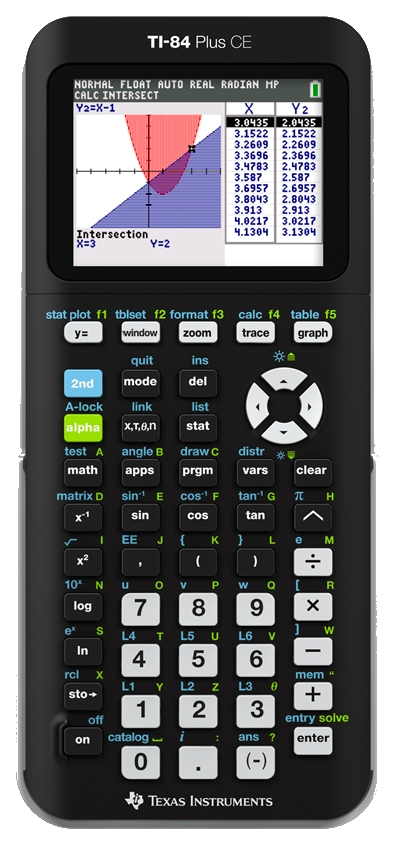 TI-84 Plus CE
NORMAL FLOAT AUTO REAL RADIAN MP
CALC INTERSECT
Y2=X-1
X Y2
3.0435 2.0435
3.1522 2.1522
3.2609 2.2609
3.3696 2.3696
3.4783 2.4783
3.587 2.587
3.6957 2.6957
3.8043 2.8043
3.913 2.913
4.0217 3.0217
4.1304 3.1304
Intersection
X=3 Y=2
stat plot f1 tblset f2 format f3 calc f4 table f5
y= window zoom trace graph
quit ins
2nd mode del
A-lock link list
alpha X,T,θ,n stat
test A angle B draw C distr
math apps prgm vars clear
matrix D sin⁻¹ E cos⁻¹ F tan⁻¹ G π H
x⁻¹ sin cos tan ^
√ I EE J { K } L e M
x² , ( ) ÷
10ˣ N u O v P w Q [ R
log 7 8 9 ×
eˣ S L4 T L5 U L6 V ] W
ln 4 5 6 −
rcl X L1 Y L2 Z L3 θ mem "
sto→ 1 2 3 +
off catalog ⎵ i : ans ? entry solve
on 0 . (-) enter
TEXAS INSTRUMENTS